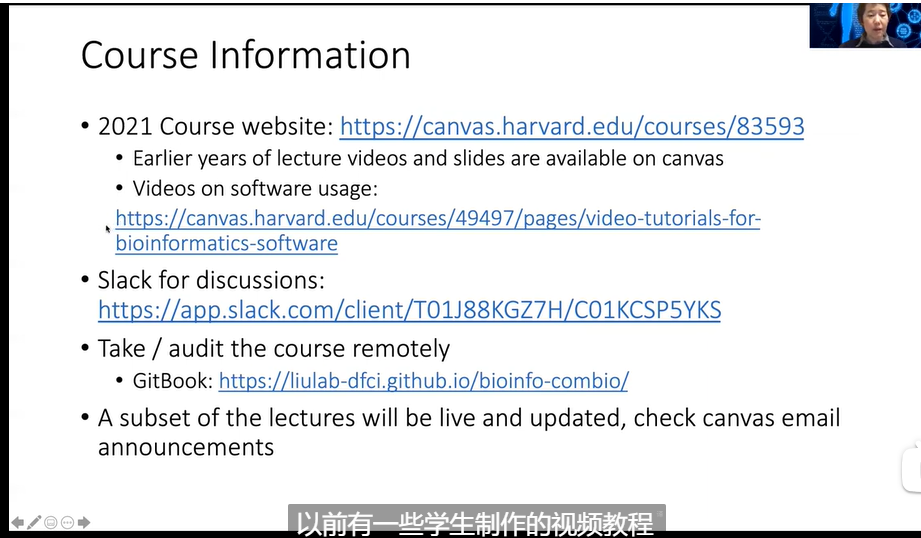 Course Information
• 2021 Course website: https://canvas.harvard.edu/courses/83593
• Earlier years of lecture videos and slides are available on canvas
• Videos on software usage:
https://canvas.harvard.edu/courses/49497/pages/video-tutorials-for-
bioinformatics-software
• Slack for discussions:
https://app.slack.com/client/T01J88KGZ7H/C01KCSP5YKS
• Take / audit the course remotely
• GitBook: https://liulab-dfci.github.io/bioinfo-combio/
• A subset of the lectures will be live and updated, check canvas email
announcements
以前有一些学生制作的视频教程